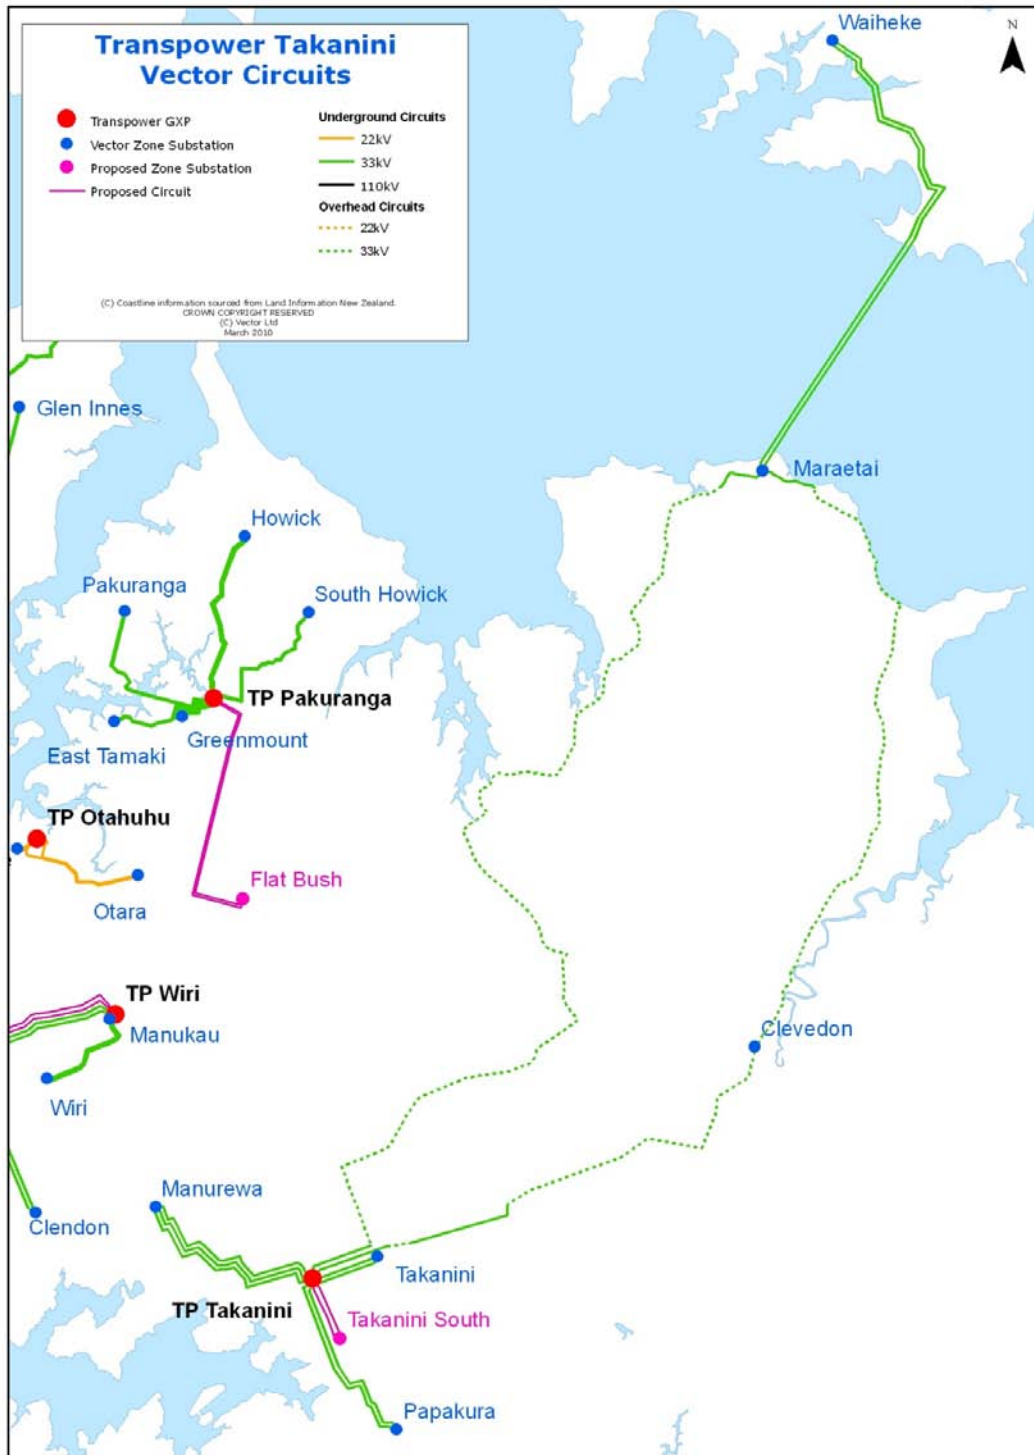 Transpower Takanini
Vector Circuits
Transpower GXP
Vector Zone Substation
Proposed Zone Substation
Proposed Circuit
Underground Circuits
22kV
33kV
110kV
Overhead Circuits
22kV
33kV
(C) Coastline information sourced from Land Information New Zealand.
CROWN COPYRIGHT RESERVED
(C) Vector Ltd
March 2010
N
Waiheke
Glen Innes
Maraetai
Howick
Pakuranga
South Howick
TP Pakuranga
Greenmount
East Tamaki
TP Otahuhu
Flat Bush
Otara
TP Wiri
Manukau
Clevedon
Wiri
Manurewa
Clendon
Takanini
TP Takanini
Takanini South
Papakura